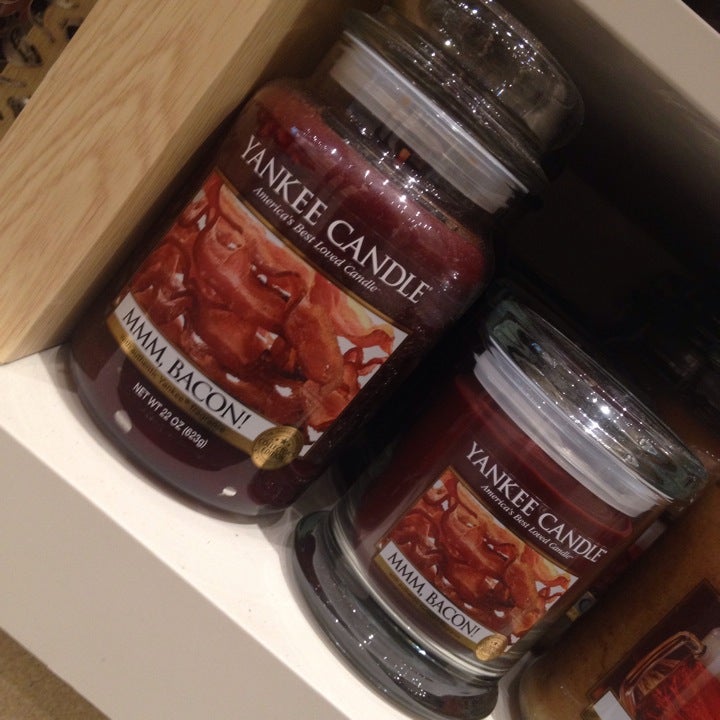 YANKEE CANDLE
America's Best Loved Candle
MMM, BACON!
NET WT 22 OZ (623g)
YANKEE CANDLE
America's Best Loved Candle
MMM, BACON!